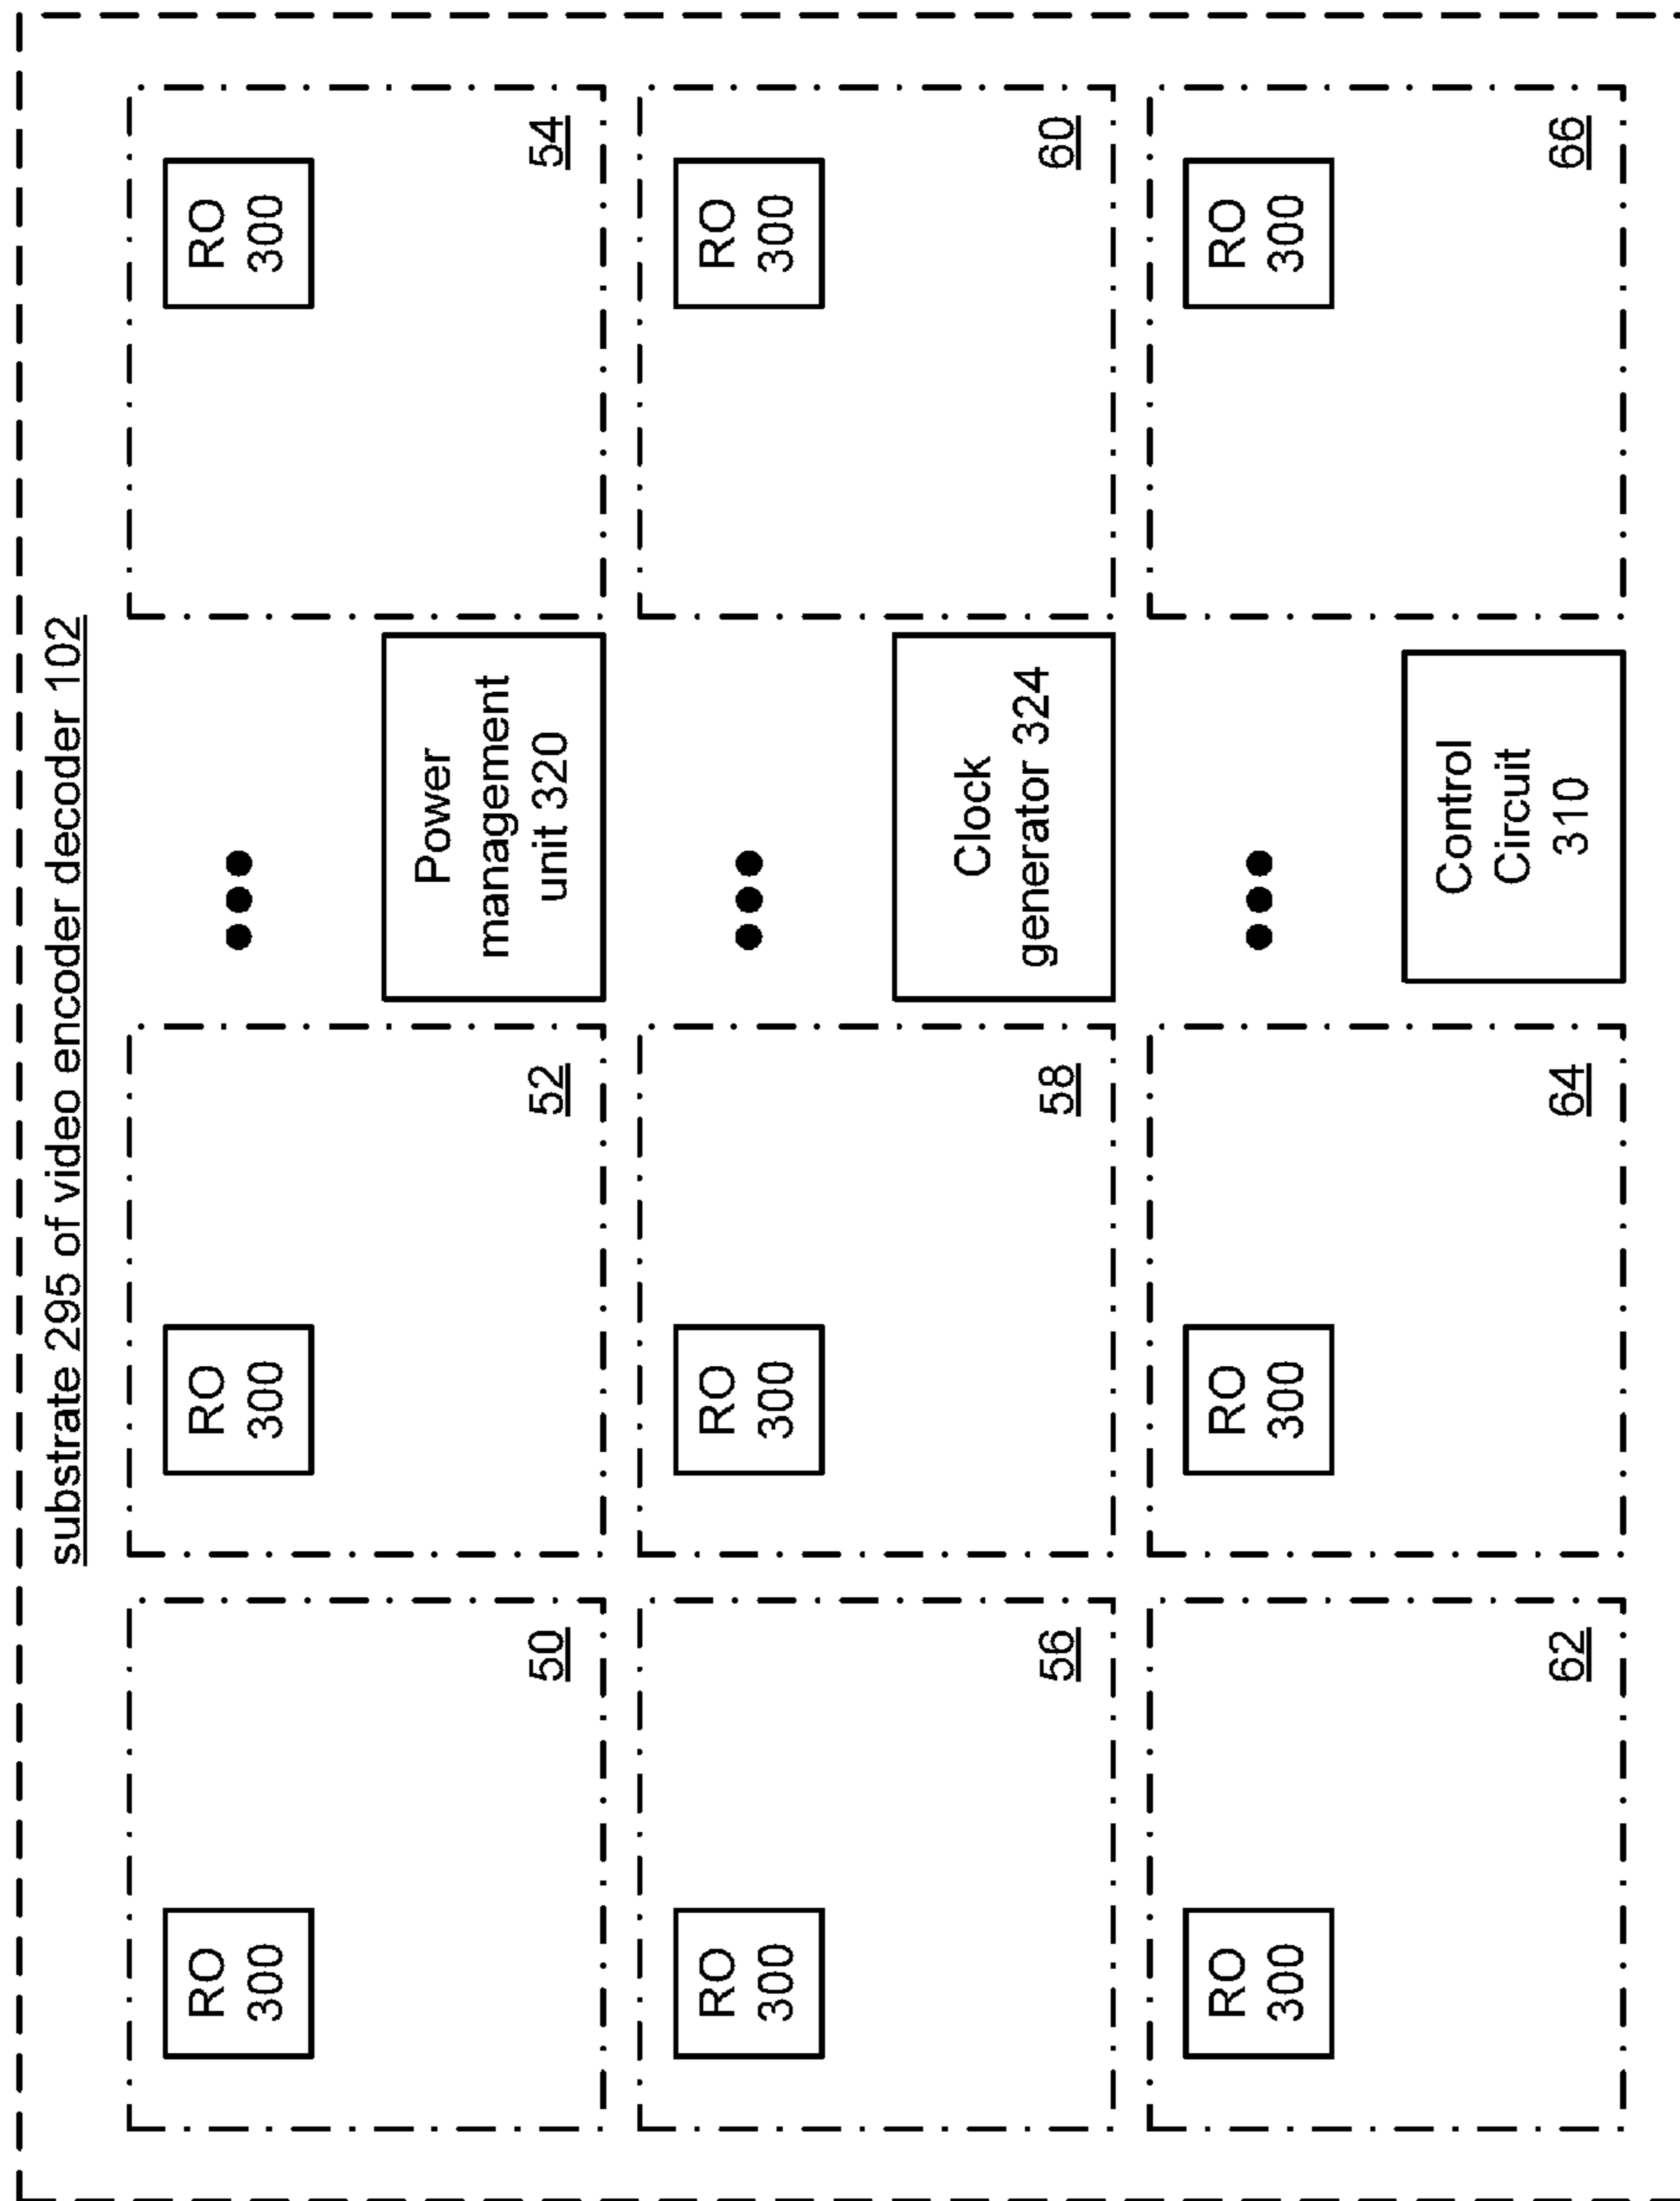 substrate 295 of video encoder decoder 102
RO
300
50
RO
300
52
Power
management
unit 320
RO
300
54
RO
300
56
RO
300
58
Clock
generator 324
RO
300
60
RO
300
62
RO
300
64
Control
Circuit
310
RO
300
66